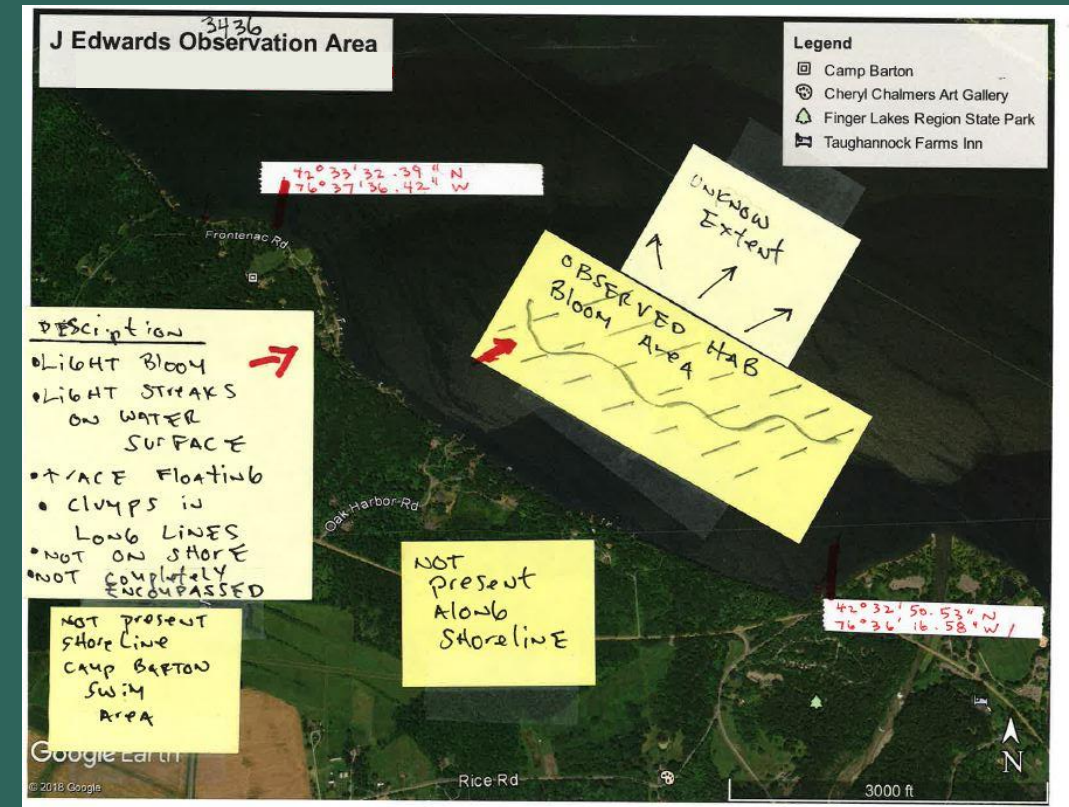 3436
J Edwards Observation Area
Legend
Camp Barton
Cheryl Chalmers Art Gallery
Finger Lakes Region State Park
Taughannock Farms Inn
42° 33' 32.39" N
76° 37' 36.42" W
Frontenac Rd
UNKNOW
Extent
OBSERVED HAB
Bloom Area
DESciption
•LIGHT Bloom
•LIGHT STreAKS
ON WATER
SURFACE
•trACE FloatinG
• Clumps in
LONG LINES
•NOT ON SHORE
•NOT completely
ENCOMPASSED
Oak Harbor Rd
NOT
present
AlonG
SHorelinE
NOT present
SHoreLine
CAMP BARTON
SwiM
AreA
42° 32' 50.53" N
76° 36' 16.58" W
Google Earth
© 2018 Google
Rice Rd
3000 ft
N